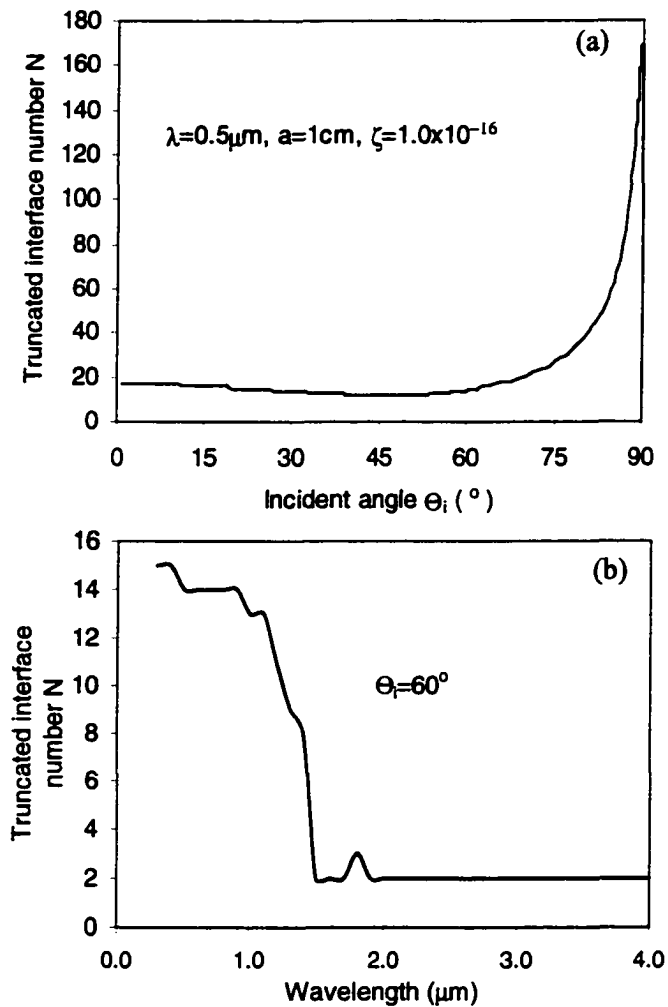 (a)
180
160
140
120
100
80
60
40
20
0
Truncated interface number N
λ=0.5μm, a=1cm, ζ=1.0x10⁻¹⁶
0 15 30 45 60 75 90
Incident angle Θᵢ ( ° )
(b)
16
14
12
10
8
6
4
2
0
Truncated interface
number N
Θᵢ=60°
0.0 1.0 2.0 3.0 4.0
Wavelength (μm)